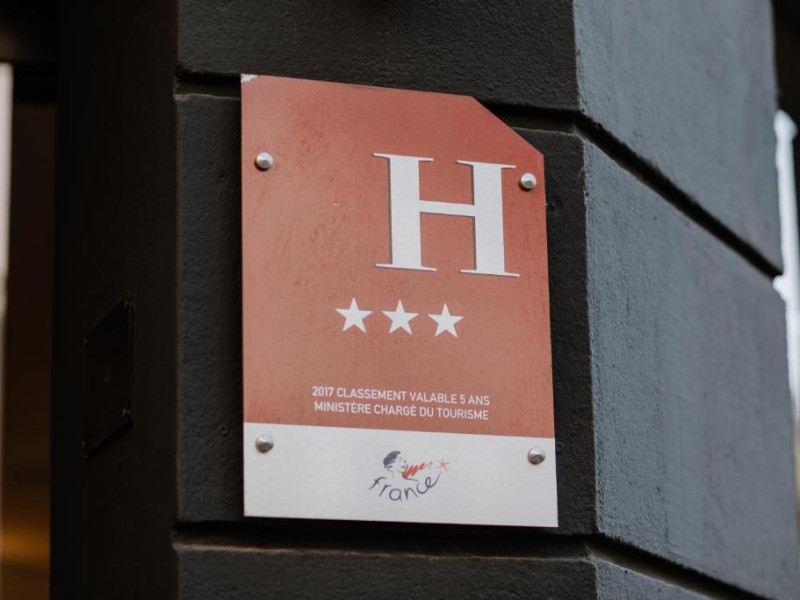 H
2017 CLASSEMENT VALABLE 5 ANS
MINISTÈRE CHARGÉ DU TOURISME
france